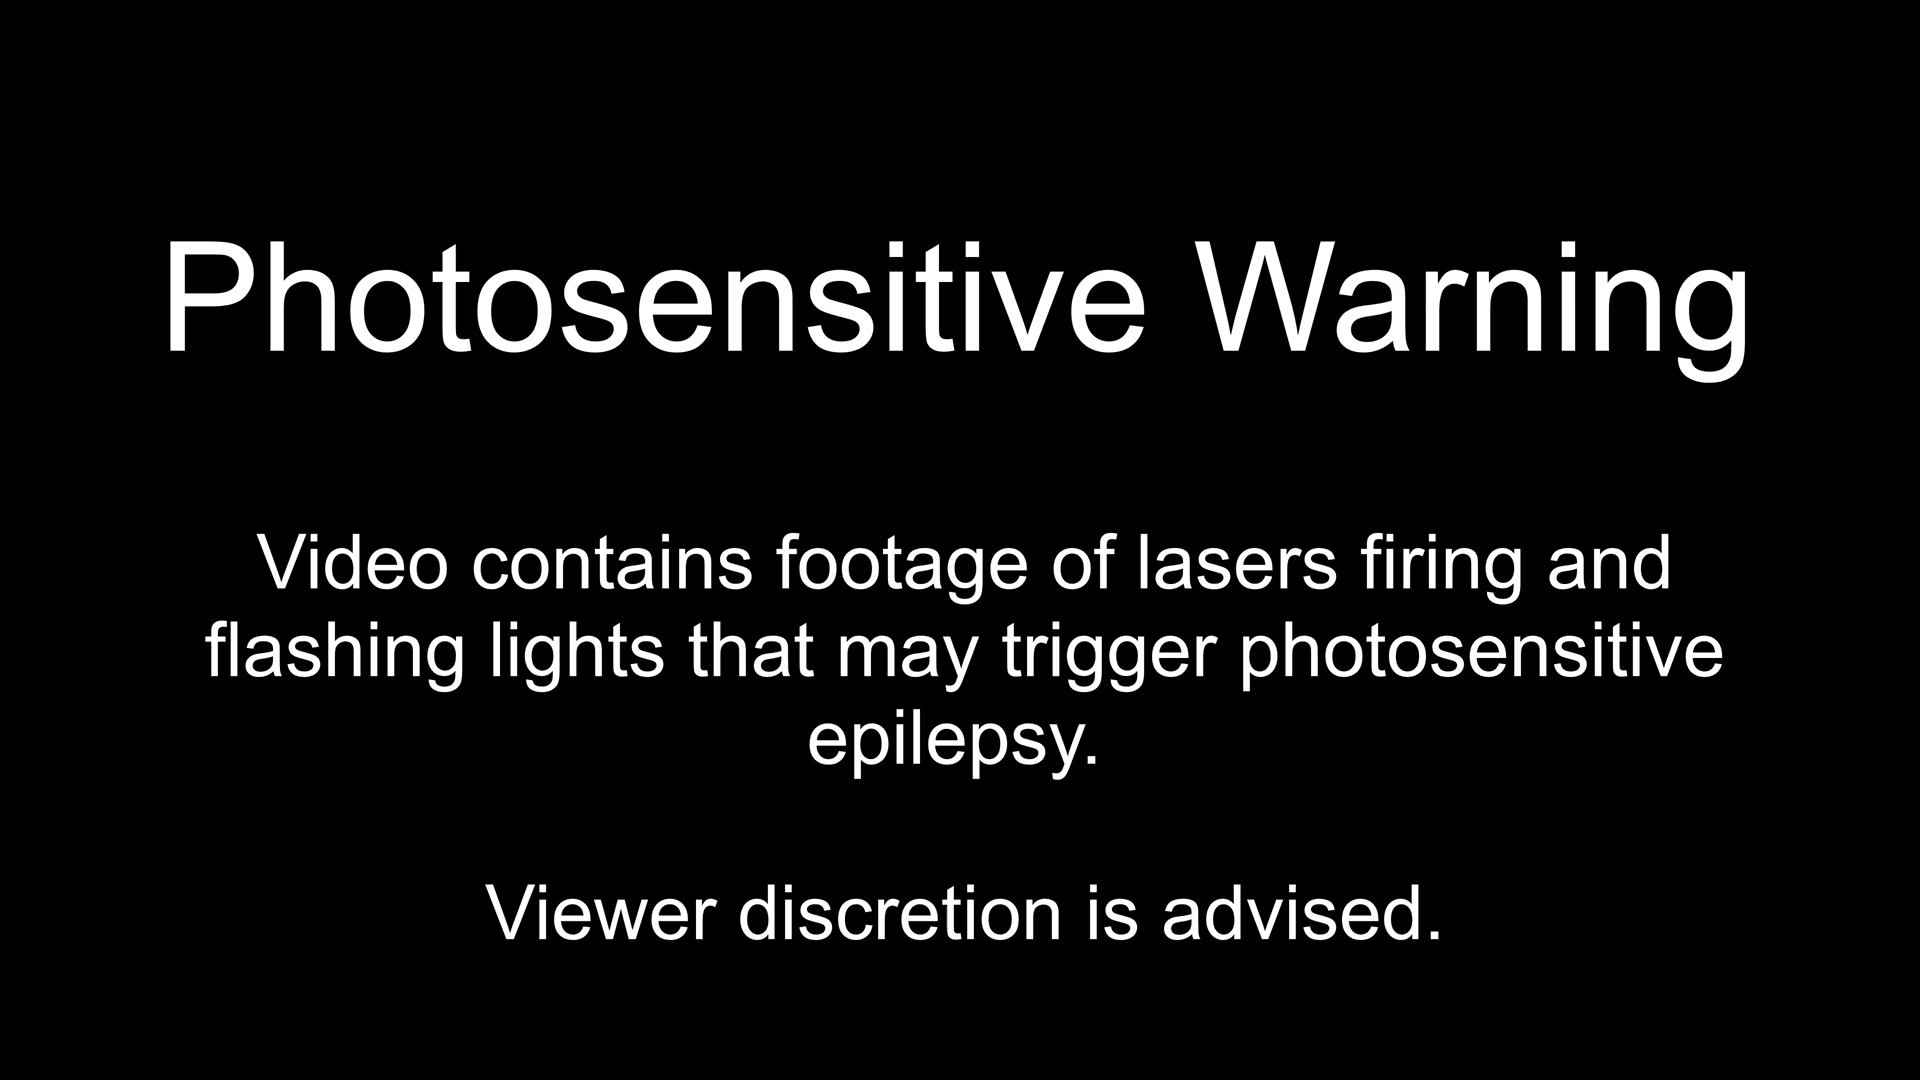 Photosensitive Warning
Video contains footage of lasers firing and
flashing lights that may trigger photosensitive
epilepsy.
Viewer discretion is advised.